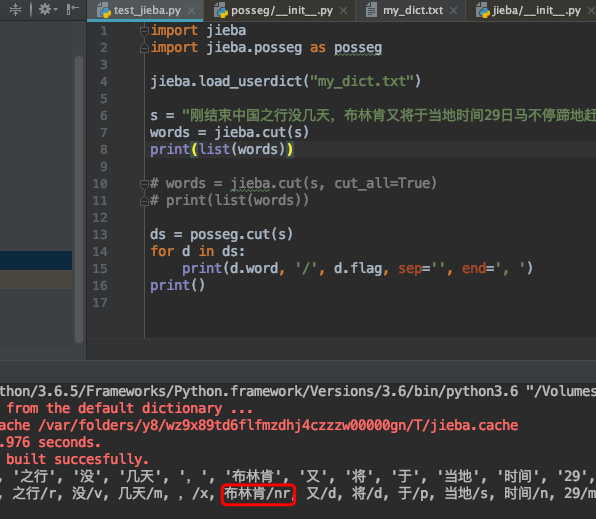 test_jieba.py posseg/__init__.py my_dict.txt jieba/__init__.py
1 import jieba
2 import jieba.posseg as posseg
3
4 jieba.load_userdict("my_dict.txt")
5
6 s = "刚结束中国之行没几天，布林肯又将于当地时间29日马不停蹄地赶
7 words = jieba.cut(s)
8 print(list(words))
9
10 # words = jieba.cut(s, cut_all=True)
11 # print(list(words))
12
13 ds = posseg.cut(s)
14 for d in ds:
15 print(d.word, '/', d.flag, sep='', end=', ')
16 print()
17
thon/3.6.5/Frameworks/Python.framework/Versions/3.6/bin/python3.6 "/Volumes
from the default dictionary ...
ache /var/folders/y8/wz9x89td6flfmzdhj4czzzw00000gn/T/jieba.cache
.976 seconds.
built succesfully.
, '之行', '没', '几天', '，', '布林肯', '又', '将', '于', '当地', '时间', '29',
, 之行/r, 没/v, 几天/m, ，/x, 布林肯/nr, 又/d, 将/d, 于/p, 当地/s, 时间/n, 29/m